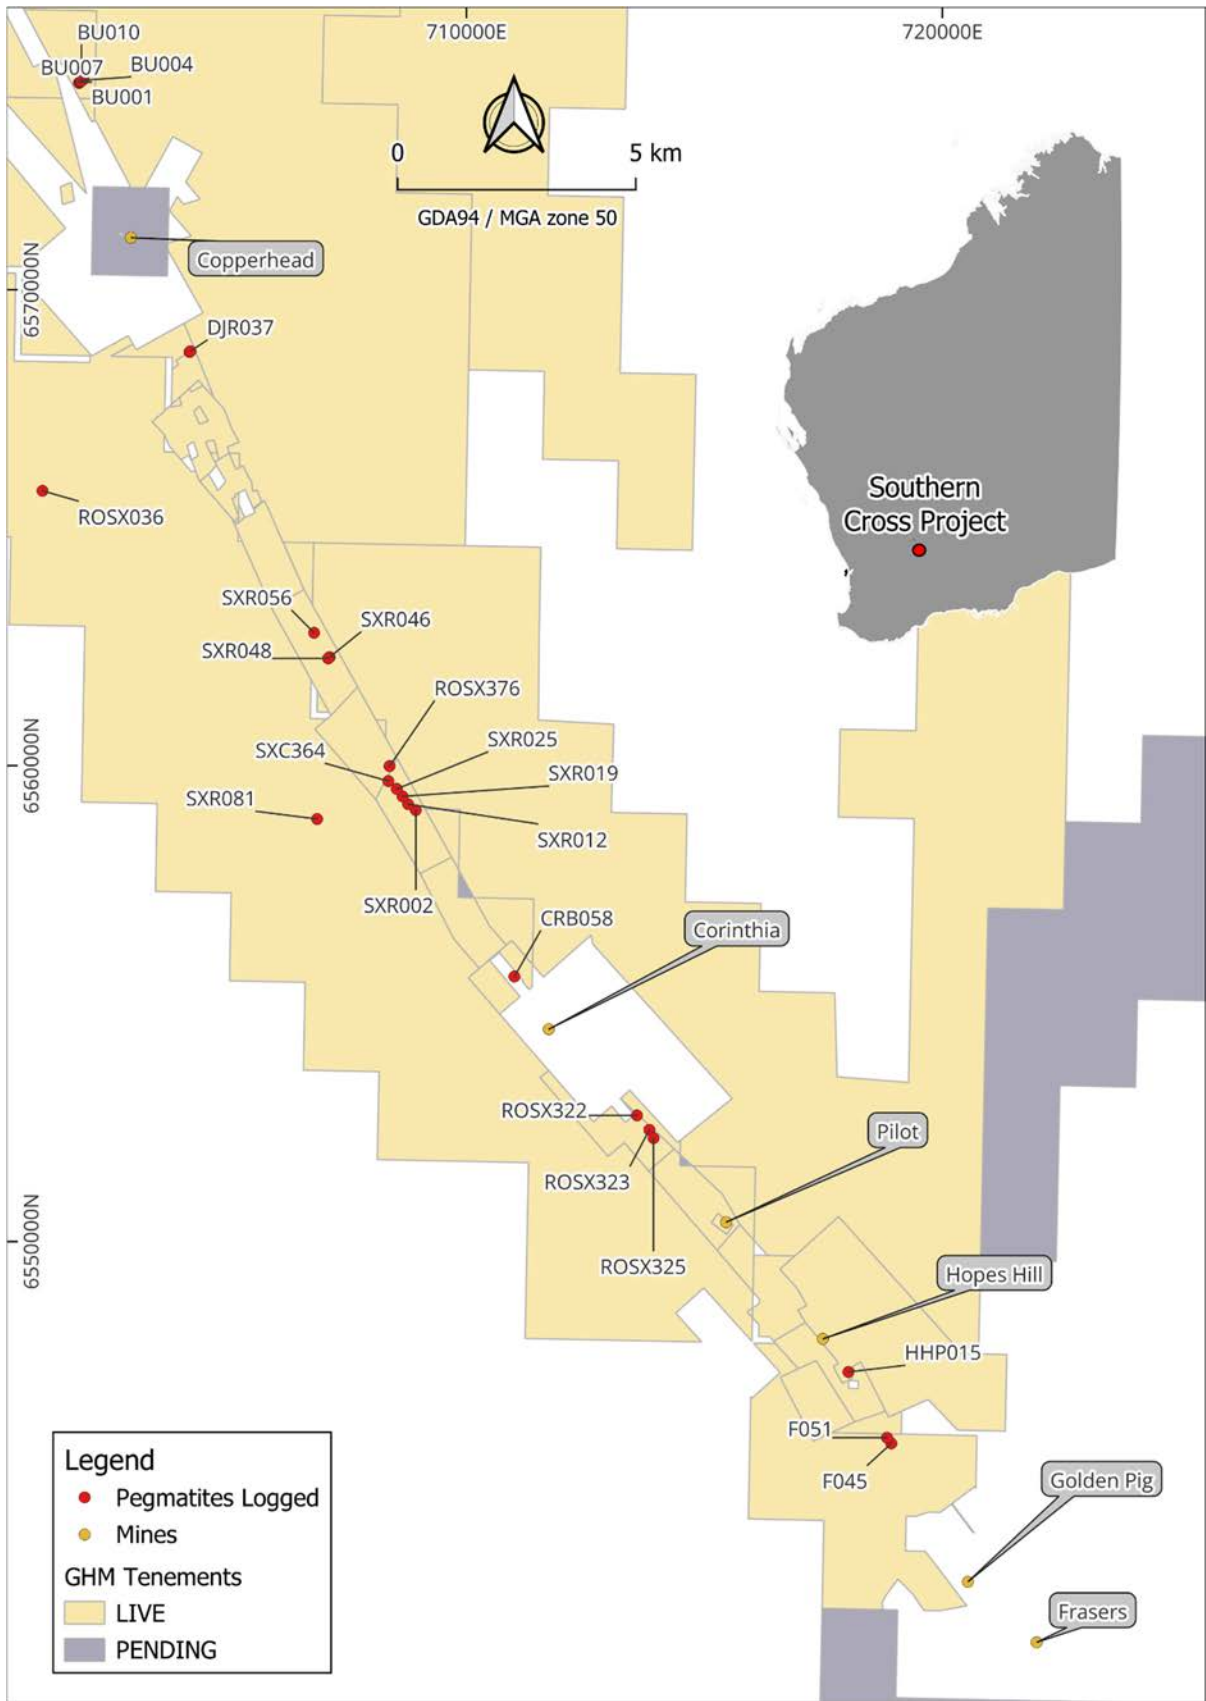 710000E
720000E
BU010
BU007
BU004
BU001
0
5 km
GDA94 / MGA zone 50
Copperhead
6570000N
DJR037
ROSX036
Southern
Cross Project
SXR056
SXR046
SXR048
ROSX376
SXC364
SXR025
SXR019
6560000N
SXR081
SXR012
SXR002
CRB058
Corinthia
ROSX322
Pilot
ROSX323
6550000N
ROSX325
Hopes Hill
HHP015
F051
F045
Golden Pig
Frasers
Legend
Pegmatites Logged
Mines
GHM Tenements
LIVE
PENDING